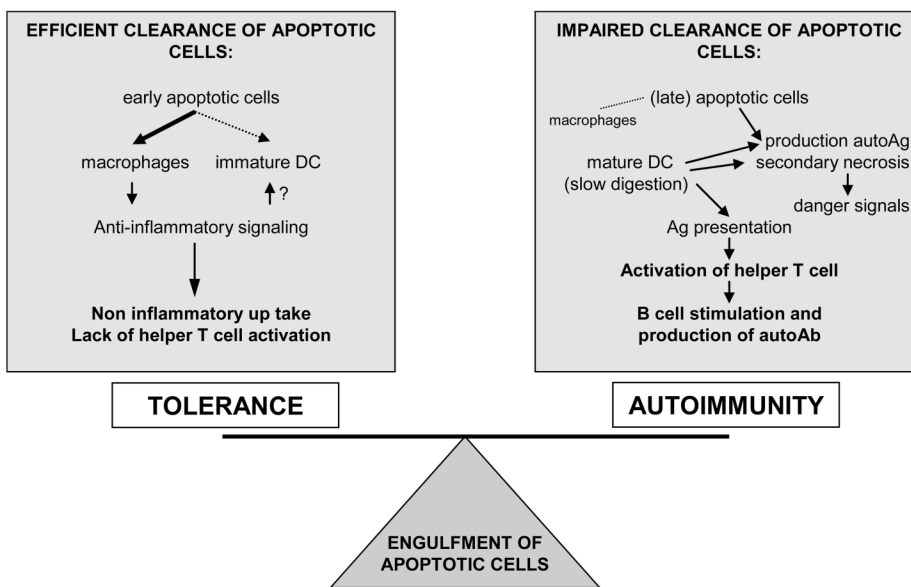 EFFICIENT CLEARANCE OF APOPTOTIC
CELLS:
early apoptotic cells
macrophages
immature DC
?
Anti-inflammatory signaling
Non inflammatory up take
Lack of helper T cell activation
TOLERANCE
IMPAIRED CLEARANCE OF APOPTOTIC
CELLS:
(late) apoptotic cells
macrophages
production autoAg
mature DC
secondary necrosis
(slow digestion)
danger signals
Ag presentation
Activation of helper T cell
B cell stimulation and
production of autoAb
AUTOIMMUNITY
ENGULFMENT OF
APOPTOTIC CELLS